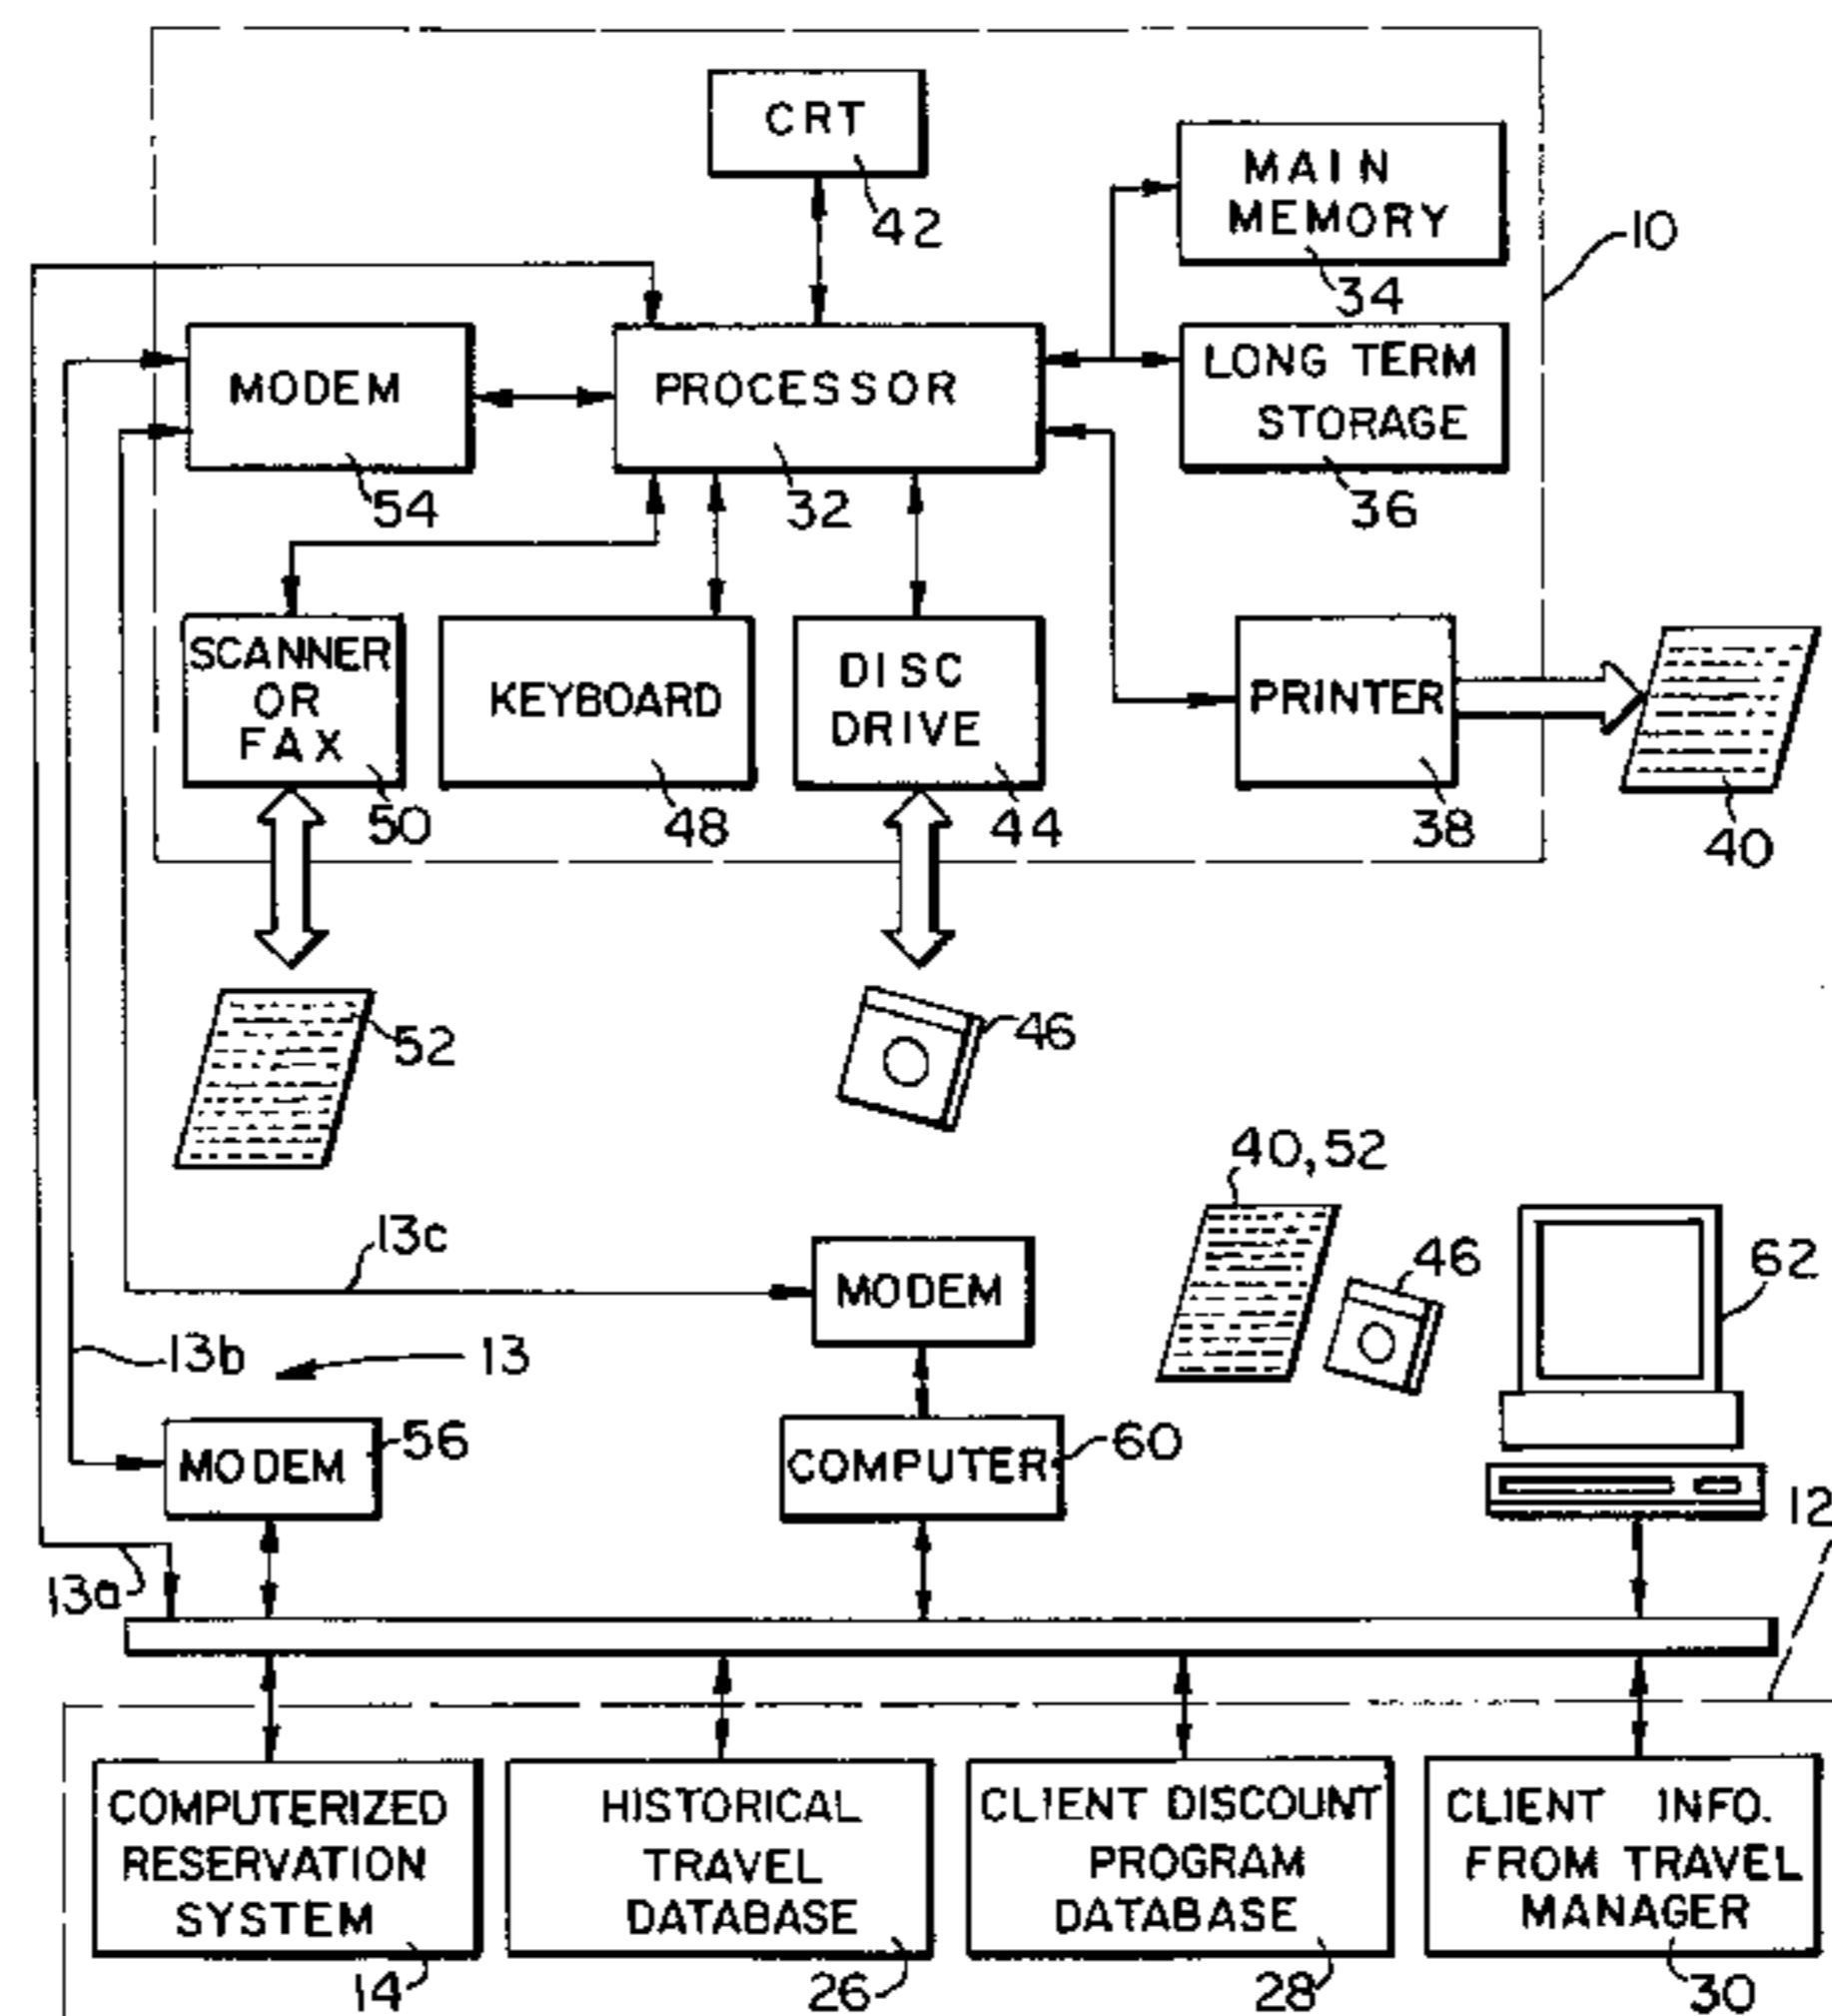 CRT
42
MAIN
MEMORY
34
10
MODEM
54
PROCESSOR
32
LONG TERM
STORAGE
36
SCANNER
OR
FAX
50
KEYBOARD
48
DISC
DRIVE
44
PRINTER
38
40
52
46
40,52
46
62
13c
MODEM
13b
13
MODEM
56
COMPUTER
60
12
13a
COMPUTERIZED
RESERVATION
SYSTEM
14
HISTORICAL
TRAVEL
DATABASE
26
CLIENT DISCOUNT
PROGRAM
DATABASE
28
CLIENT INFO.
FROM TRAVEL
MANAGER
30